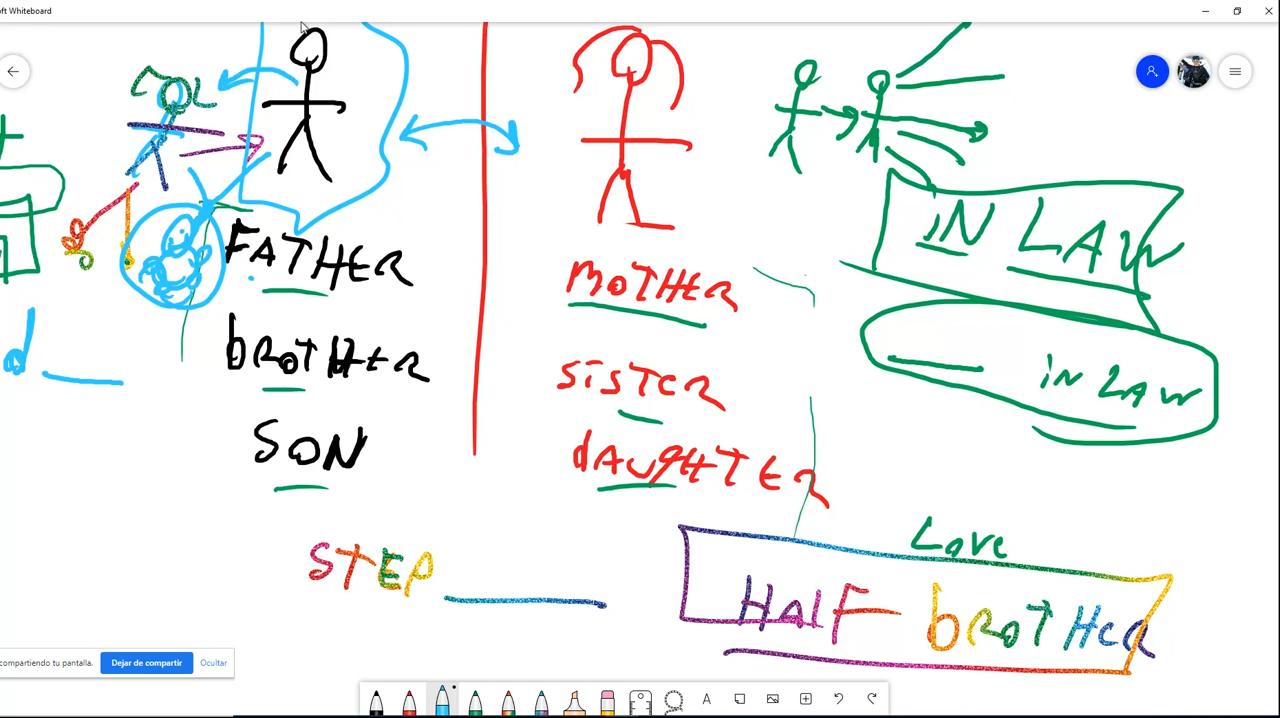 oft Whiteboard
FATHER
MOTHER
IN LAW
bROTHER
SiSTER
iN LAW
d
SON
dAUgHTER
STEP
Love
HALF bROTHER
compartiendo tu pantalla.
Dejar de compartir
Ocultar
A